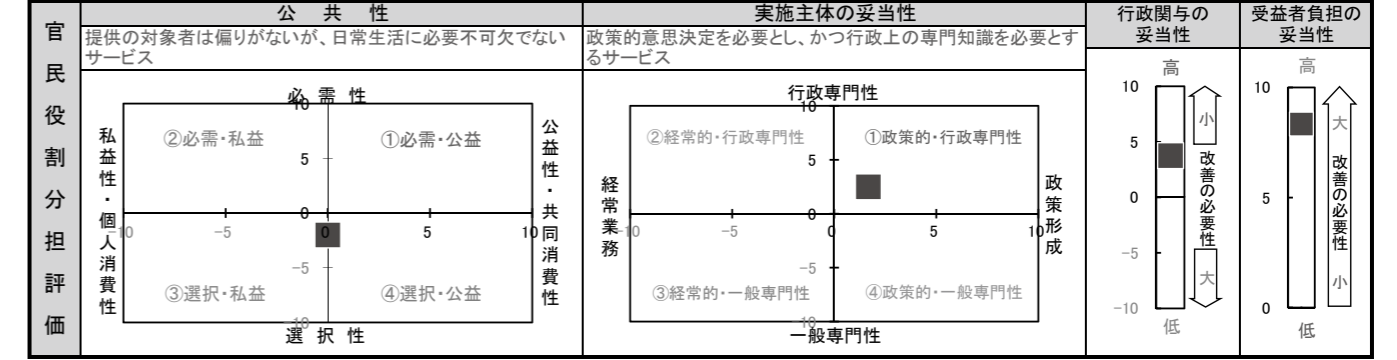 官民役割分担評価
公共性
提供の対象者は偏りがないが、日常生活に必要不可欠でない
サービス
必需性
10
②必需・私益
①必需・公益
5
私益性・個人消費性
公益性・共同消費性
-10
-5
0
0
5
10
-5
③選択・私益
④選択・公益
-10
選択性
実施主体の妥当性
政策的意思決定を必要とし、かつ行政上の専門知識を必要とす
るサービス
行政専門性
10
②経常的・行政専門性
①政策的・行政専門性
5
経常業務
政策形成
-10
-5
0
0
5
10
-5
③経常的・一般専門性
④政策的・一般専門性
-10
一般専門性
行政関与の
妥当性
高
10
5
0
-5
-10
低
小
改善の必要性
大
受益者負担の
妥当性
高
10
5
0
低
大
改善の必要性
小